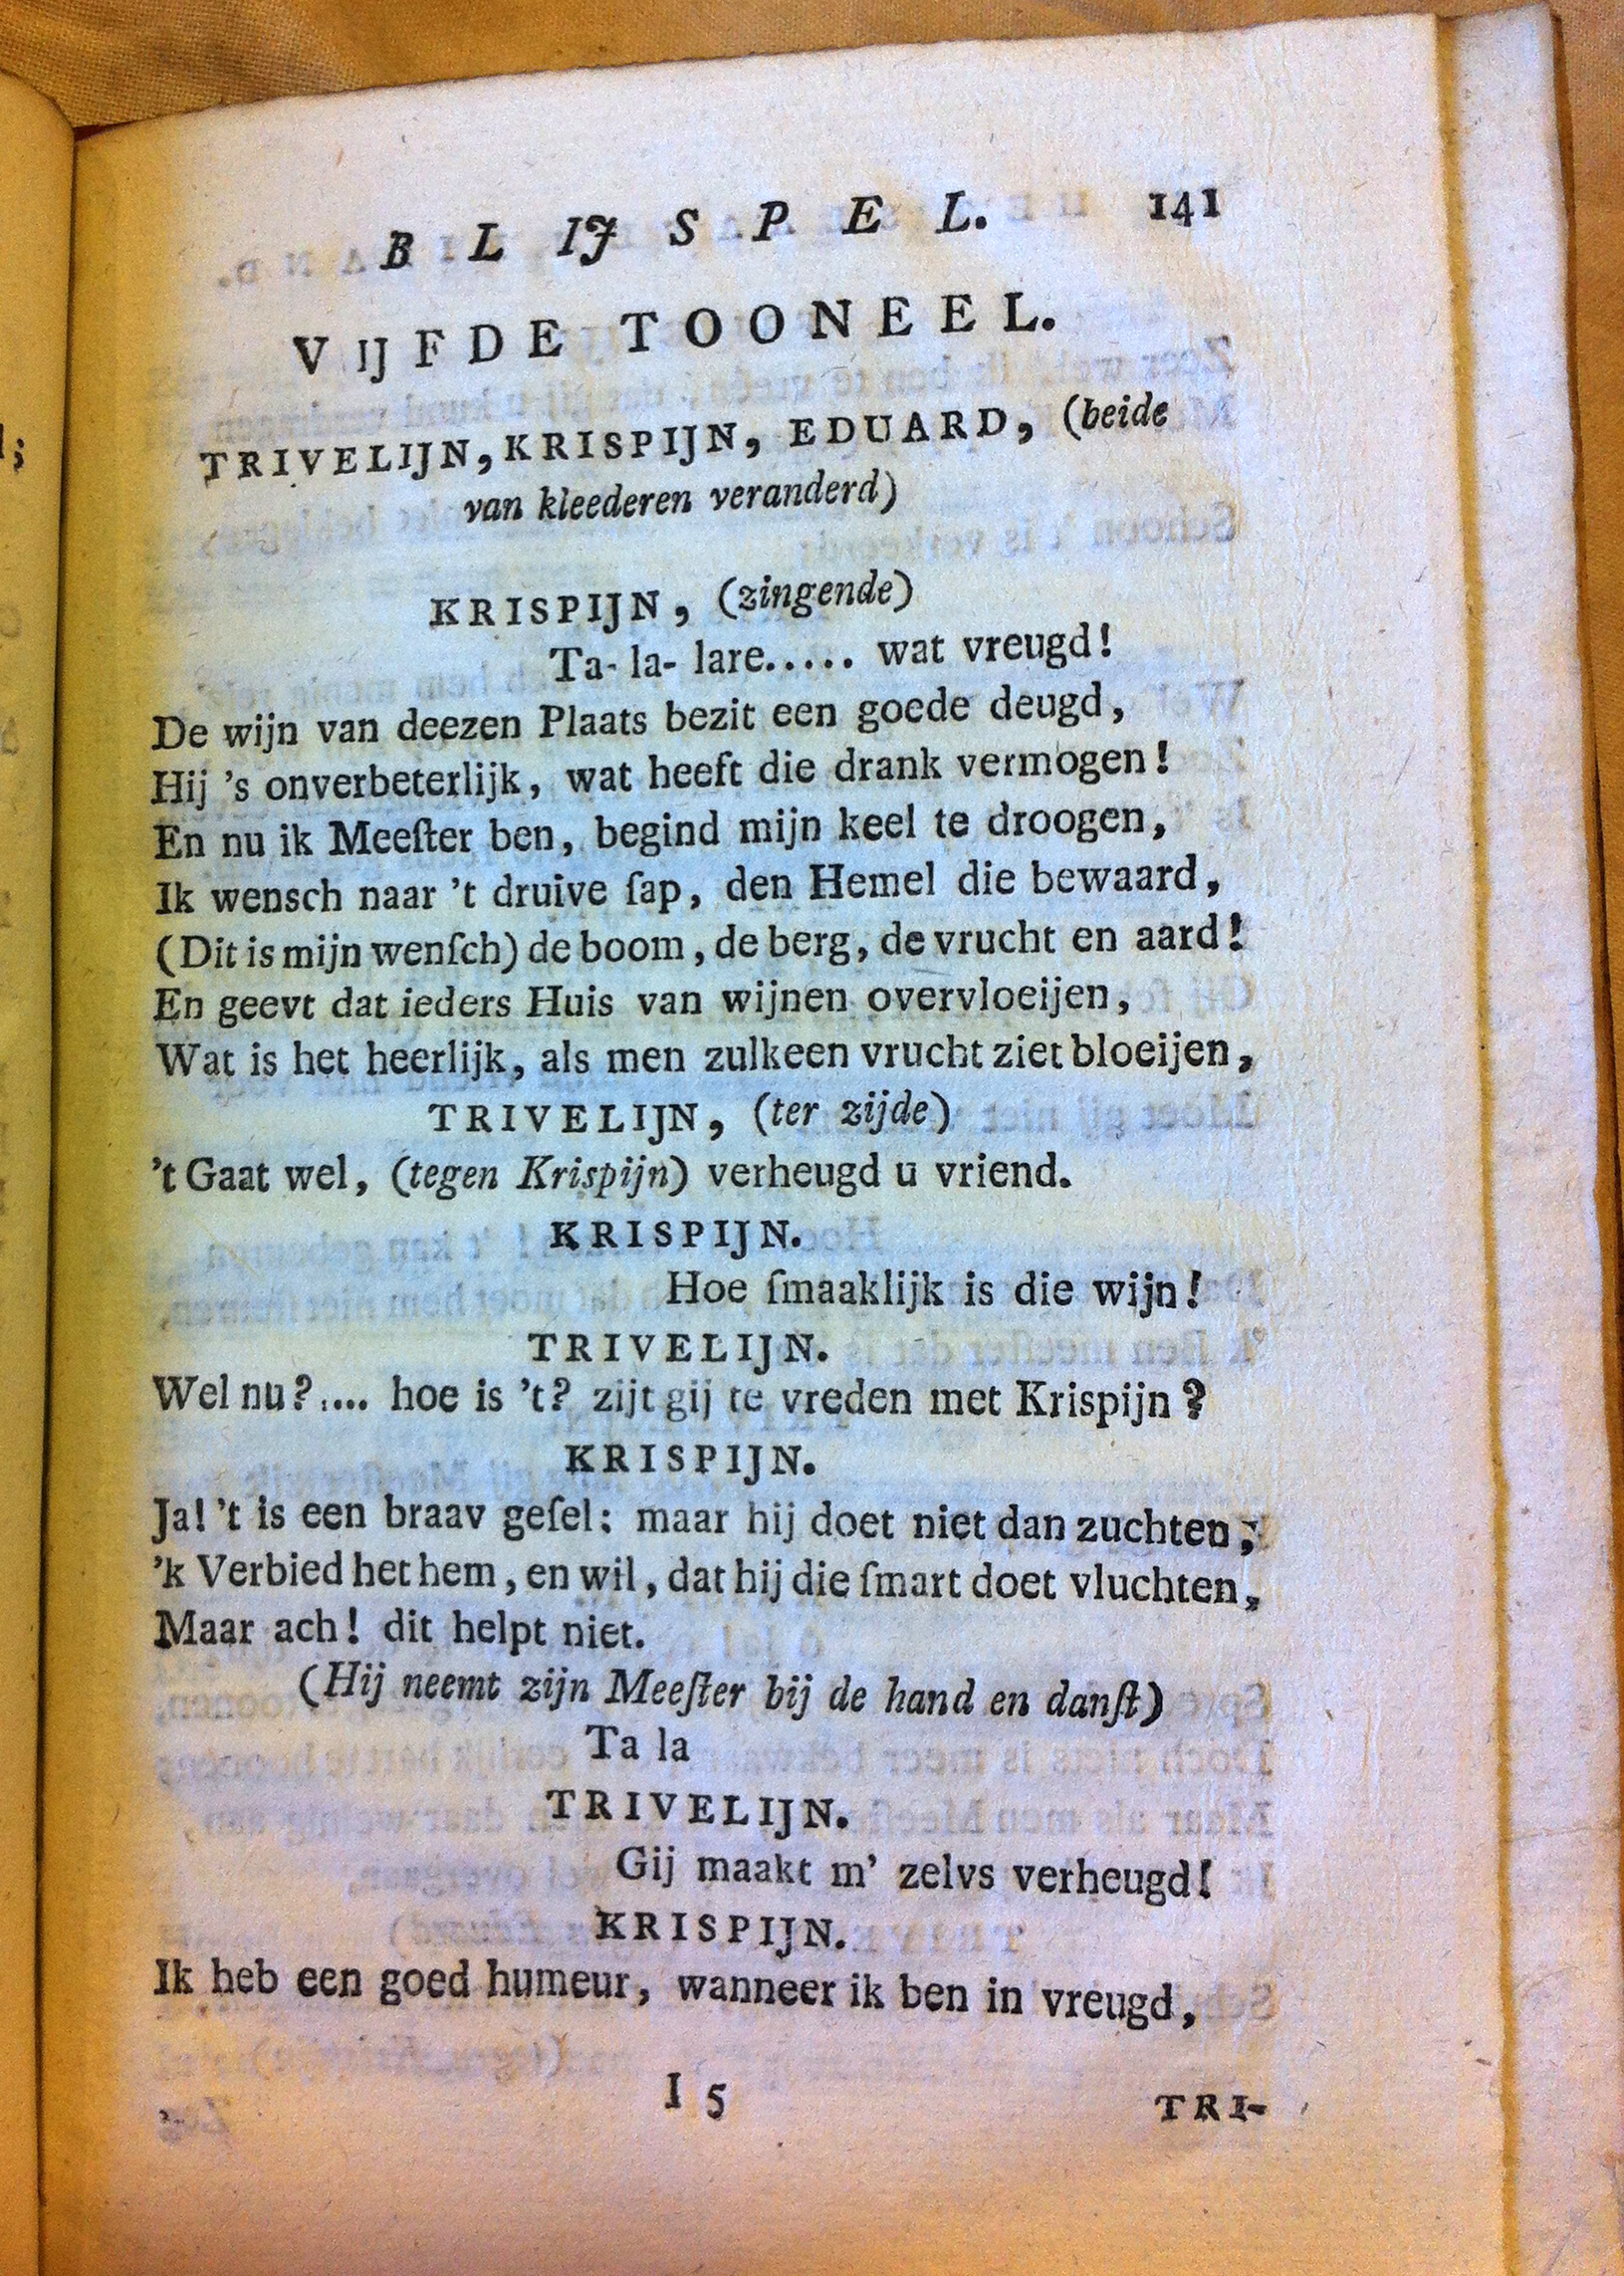 BLIJSPEL. 141
VIJFDE TOONEEL.
TRIVELIJN, KRISPIJN, EDUARD, (beide
van kleederen veranderd)
KRISPIJN, (zingende)
Ta- la- lare..... wat vreugd!
De wijn van deezen Plaats bezit een goede deugd,
Hij 's onverbeterlijk, wat heeft die drank vermogen!
En nu ik Meeſter ben, begind mijn keel te droogen,
Ik wensch naar 't druive ſap, den Hemel die bewaard,
(Dit is mijn wenſch) de boom, de berg, de vrucht en aard!
En geevt dat ieders Huis van wijnen overvloeijen,
Wat is het heerlijk, als men zulkeen vrucht ziet bloeijen,
TRIVELIJN, (ter zijde)
't Gaat wel, (tegen Krispijn) verheugd u vriend.
KRISPIJN.
Hoe ſmaaklijk is die wijn!
TRIVELIJN.
Wel nu?.... hoe is 't? zijt gij te vreden met Krispijn?
KRISPIJN.
Ja! 't is een braav geſel: maar hij doet niet dan zuchten;
'k Verbied het hem, en wil, dat hij die ſmart doet vluchten,
Maar ach! dit helpt niet.
(Hij neemt zijn Meeſter bij de hand en danſt)
Ta la
TRIVELIJN.
Gij maakt m' zelvs verheugd!
KRISPIJN.
Ik heb een goed humeur, wanneer ik ben in vreugd,
I 5 TRI-